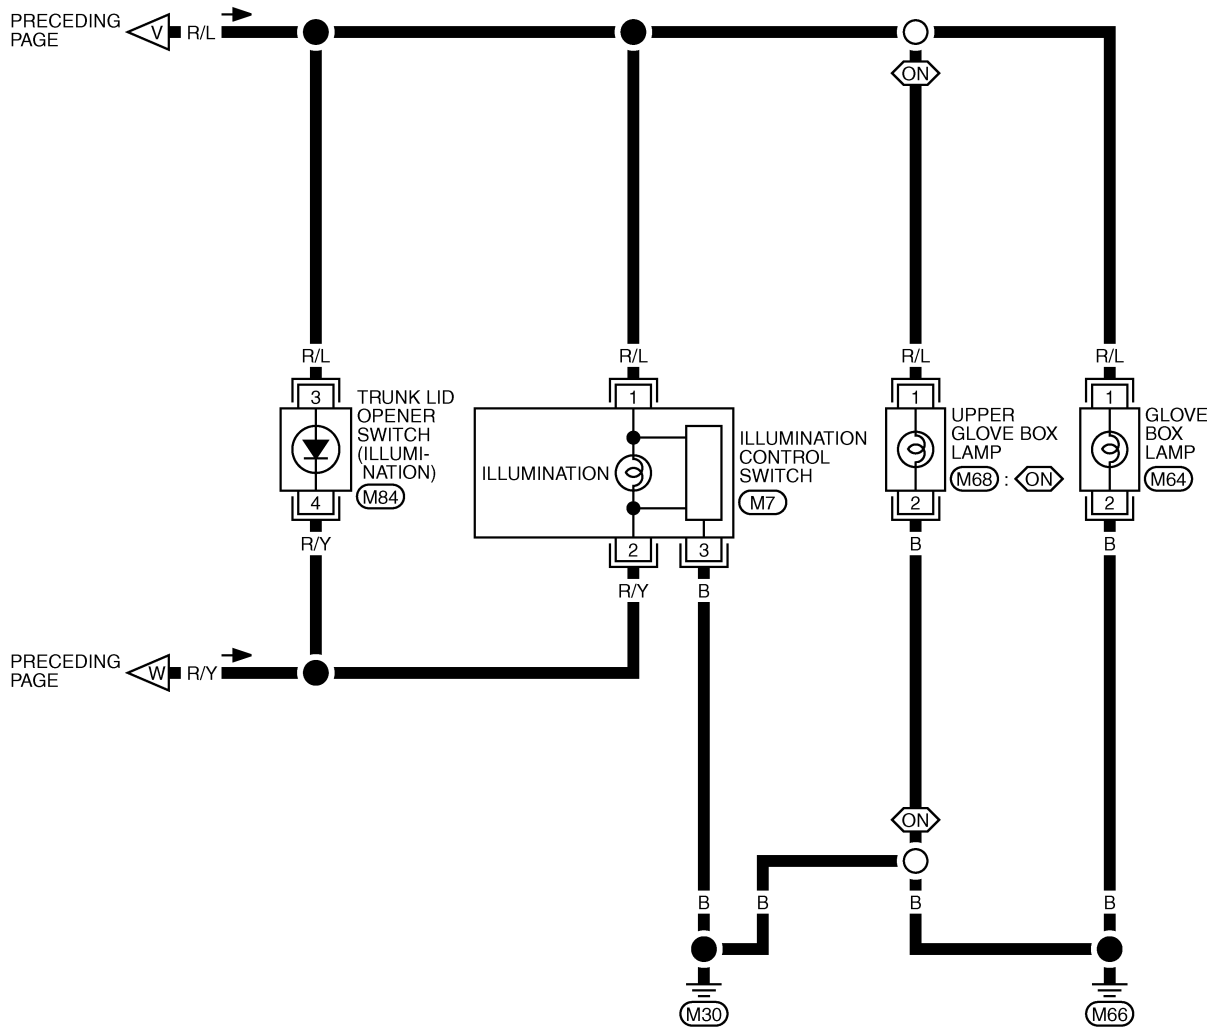 PRECEDING
PAGE
V
R/L
ON
R/L
R/L
R/L
R/L
3
1
1
1
TRUNK LID
OPENER
SWITCH
(ILLUMI-
NATION)
M84
4
R/Y
ILLUMINATION
ILLUMINATION
CONTROL
SWITCH
M7
2
3
R/Y
B
UPPER
GLOVE BOX
LAMP
M68 : ON
2
B
GLOVE
BOX
LAMP
M64
2
B
PRECEDING
PAGE
W
R/Y
ON
B
B
B
B
M30
M66